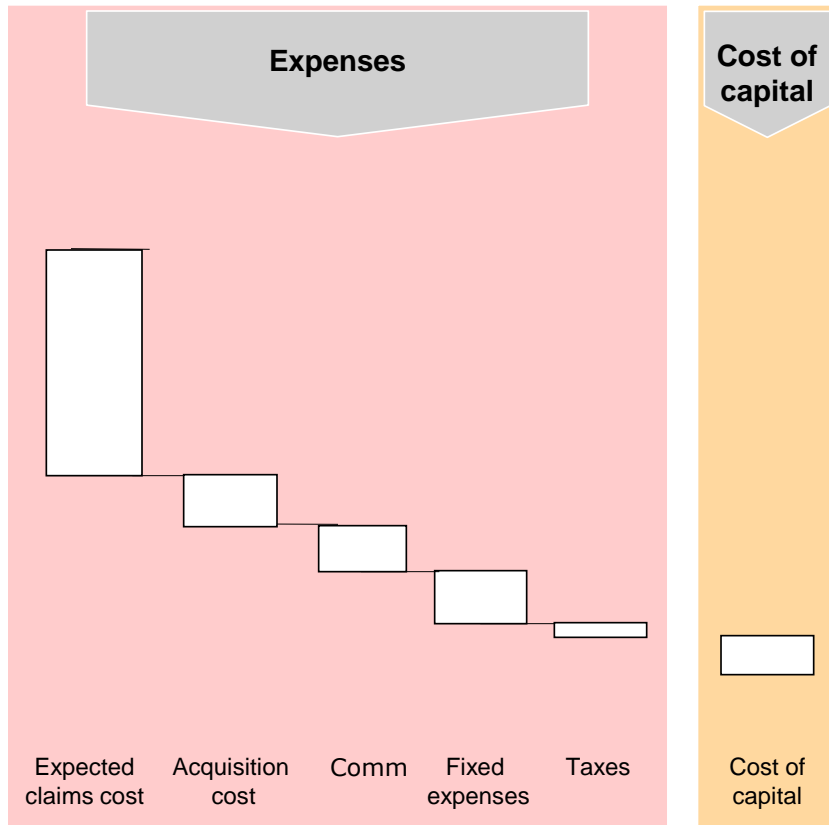 Expenses
Cost of
capital
Expected
claims cost
Acquisition
cost
Comm
Fixed
expenses
Taxes
Cost of
capital